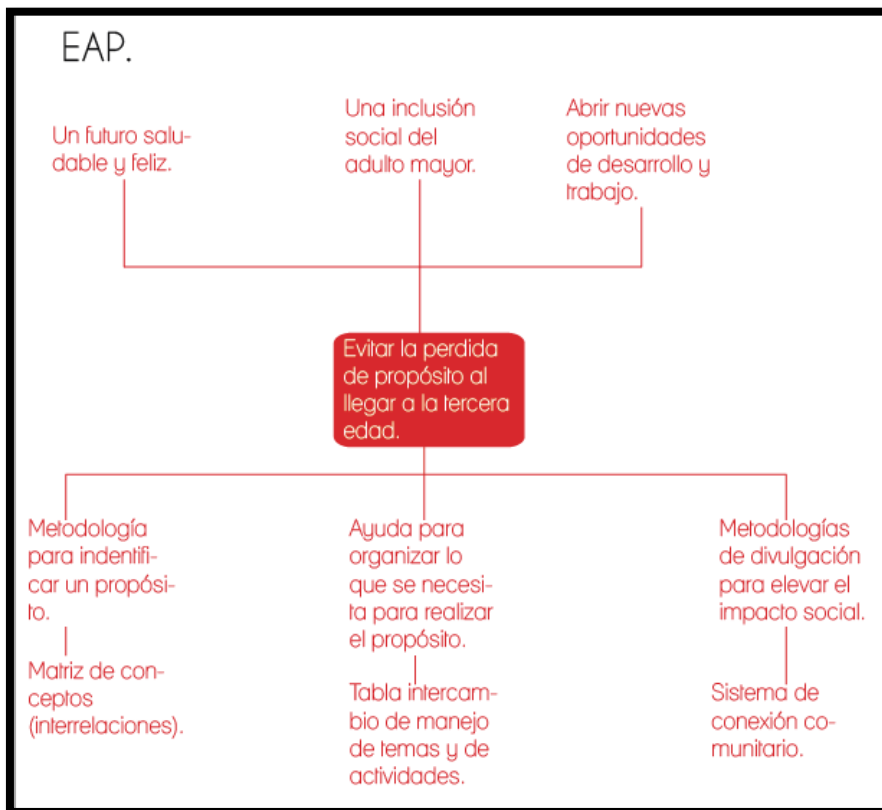 EAP.
Un futuro salu-
dable y feliz.
Una inclusión
social del
adulto mayor.
Abrir nuevas
oportunidades
de desarrollo y
trabajo.
Evitar la perdida
de propósito al
llegar a la tercera
edad.
Metodología
para indentifi-
car un propósi-
to.
Matriz de con-
ceptos
(interrelaciones).
Ayuda para
organizar lo
que se necesi-
ta para realizar
el propósito.
Tabla intercam-
bio de manejo
de temas y de
actividades.
Metodologías
de divulgación
para elevar el
impacto social.
Sistema de
conexión co-
munitario.